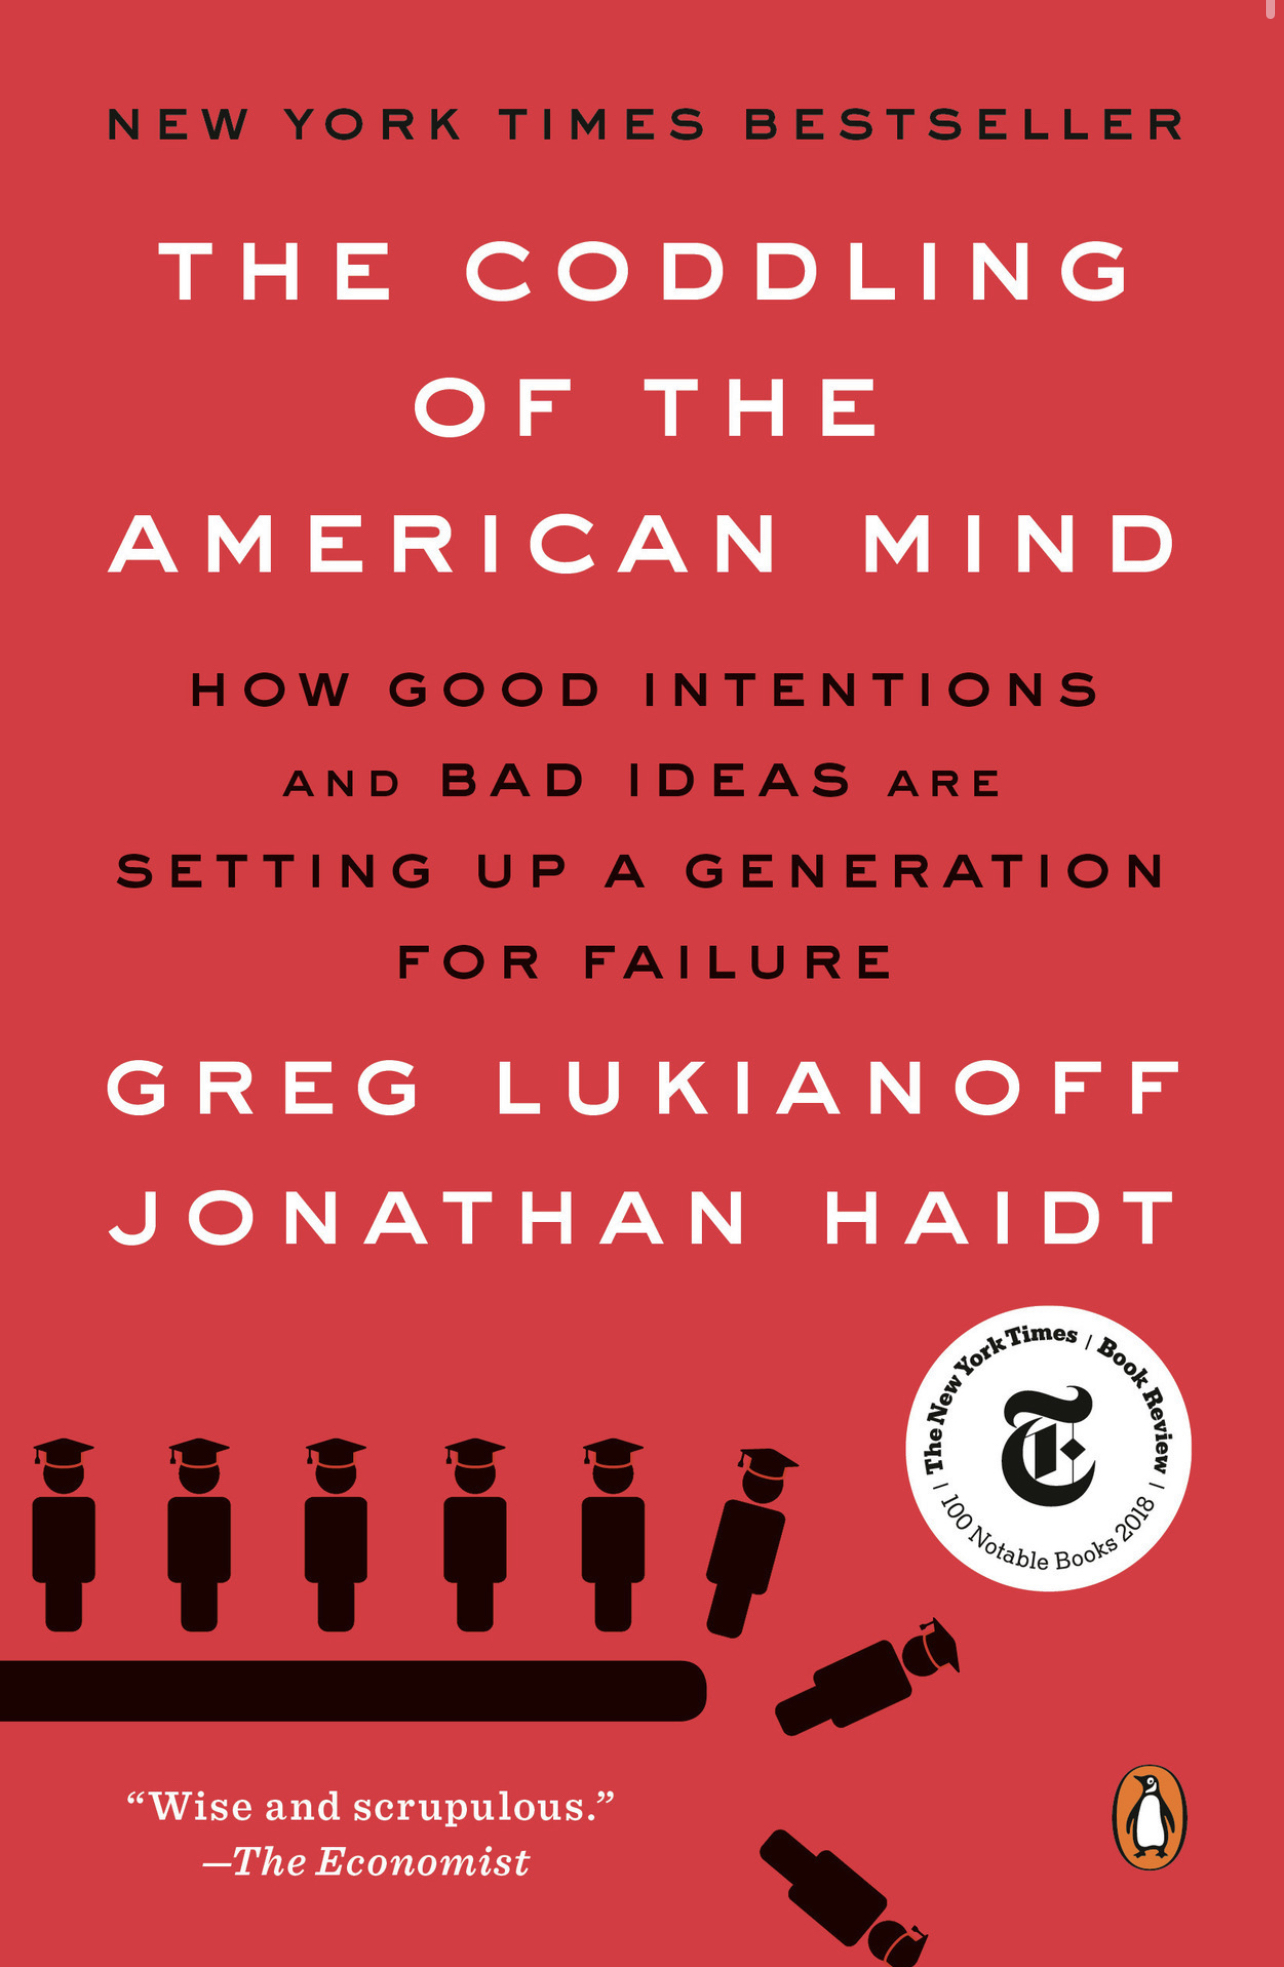 NEW YORK TIMES BESTSELLER
THE CODDLING
OF THE
AMERICAN MIND
HOW GOOD INTENTIONS
AND BAD IDEAS ARE
SETTING UP A GENERATION
FOR FAILURE
GREG LUKIANOFF
JONATHAN HAIDT
The New York Times | Book Review
T
| 100 Notable Books 2018 |
“Wise and scrupulous.”
—The Economist